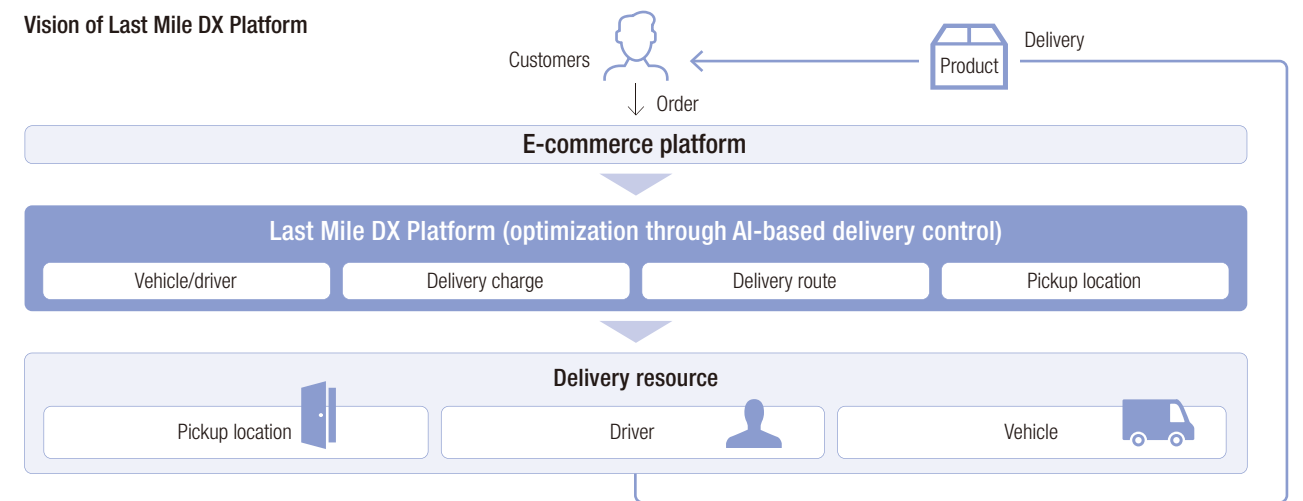 Vision of Last Mile DX Platform
Customers
Product
Delivery
Order
E-commerce platform
Last Mile DX Platform (optimization through AI-based delivery control)
Vehicle/driver
Delivery charge
Delivery route
Pickup location
Delivery resource
Pickup location
Driver
Vehicle